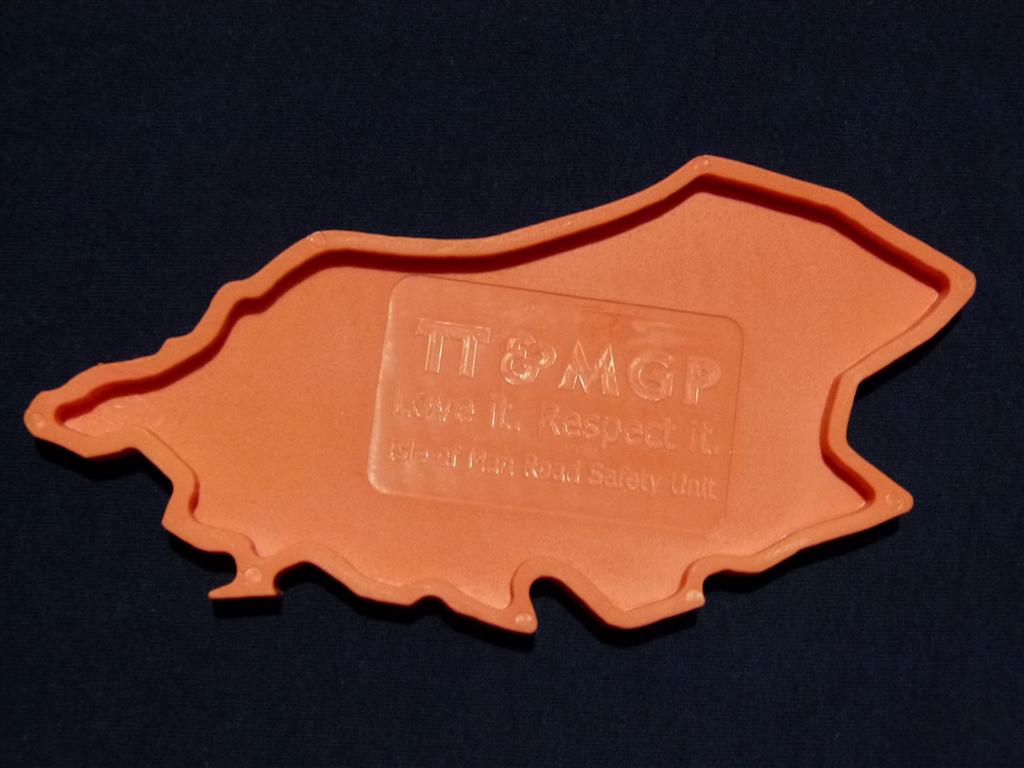 TT & MGP
Love it. Respect it.
Isle of Man Road Safety Unit